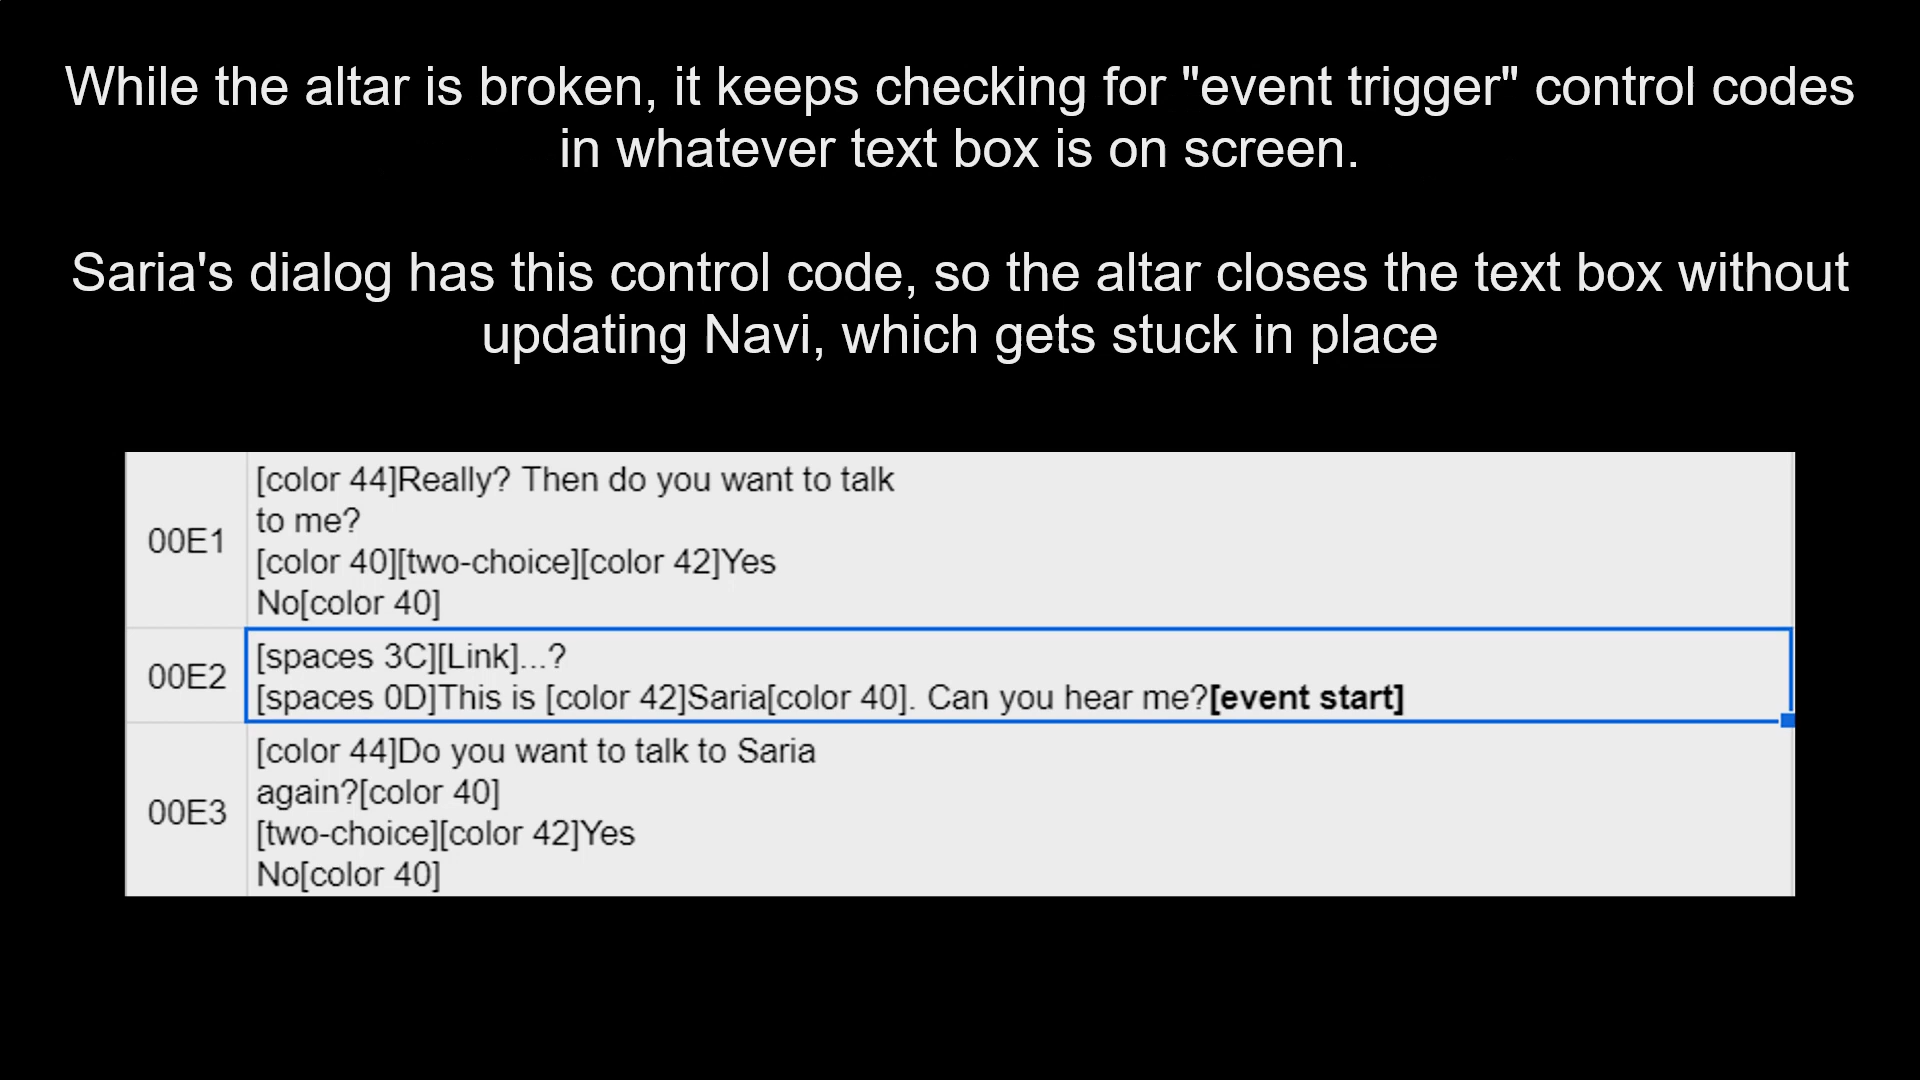 While the altar is broken, it keeps checking for "event trigger" control codes
in whatever text box is on screen.
Saria's dialog has this control code, so the altar closes the text box without
updating Navi, which gets stuck in place
00E1
[color 44]Really? Then do you want to talk
to me?
[color 40][two-choice][color 42]Yes
No[color 40]
00E2
[spaces 3C][Link]...?
[spaces 0D]This is [color 42]Saria[color 40]. Can you hear me?[event start]
00E3
[color 44]Do you want to talk to Saria
again?[color 40]
[two-choice][color 42]Yes
No[color 40]